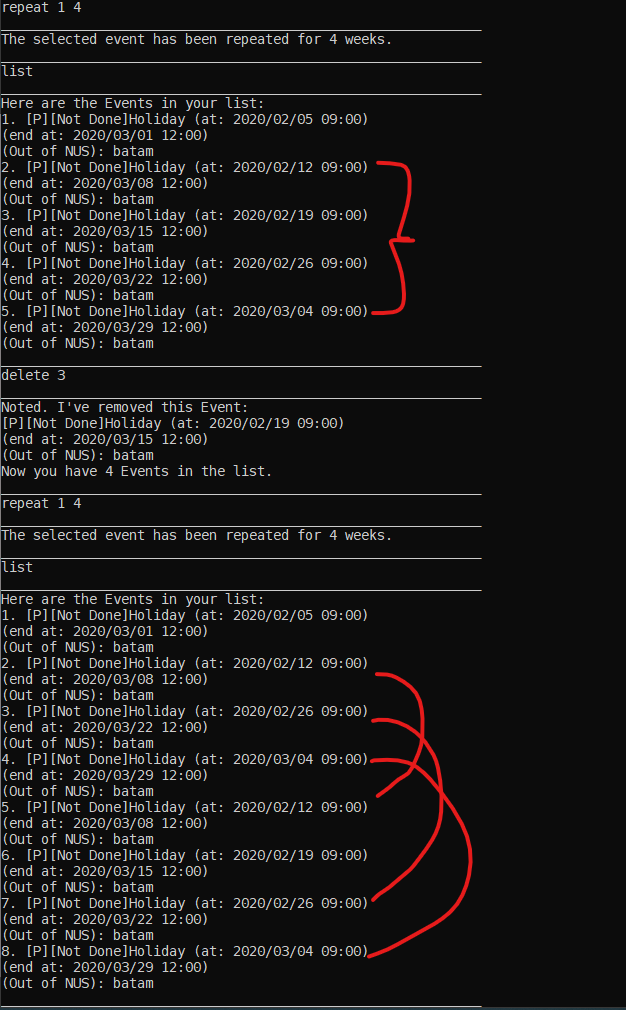 repeat 1 4
The selected event has been repeated for 4 weeks.
list
Here are the Events in your list:
1. [P][Not Done]Holiday (at: 2020/02/05 09:00)
(end at: 2020/03/01 12:00)
(Out of NUS): batam
2. [P][Not Done]Holiday (at: 2020/02/12 09:00)
(end at: 2020/03/08 12:00)
(Out of NUS): batam
3. [P][Not Done]Holiday (at: 2020/02/19 09:00)
(end at: 2020/03/15 12:00)
(Out of NUS): batam
4. [P][Not Done]Holiday (at: 2020/02/26 09:00)
(end at: 2020/03/22 12:00)
(Out of NUS): batam
5. [P][Not Done]Holiday (at: 2020/03/04 09:00)
(end at: 2020/03/29 12:00)
(Out of NUS): batam
delete 3
Noted. I've removed this Event:
[P][Not Done]Holiday (at: 2020/02/19 09:00)
(end at: 2020/03/15 12:00)
(Out of NUS): batam
Now you have 4 Events in the list.
repeat 1 4
The selected event has been repeated for 4 weeks.
list
Here are the Events in your list:
1. [P][Not Done]Holiday (at: 2020/02/05 09:00)
(end at: 2020/03/01 12:00)
(Out of NUS): batam
2. [P][Not Done]Holiday (at: 2020/02/12 09:00)
(end at: 2020/03/08 12:00)
(Out of NUS): batam
3. [P][Not Done]Holiday (at: 2020/02/26 09:00)
(end at: 2020/03/22 12:00)
(Out of NUS): batam
4. [P][Not Done]Holiday (at: 2020/03/04 09:00)
(end at: 2020/03/29 12:00)
(Out of NUS): batam
5. [P][Not Done]Holiday (at: 2020/02/12 09:00)
(end at: 2020/03/08 12:00)
(Out of NUS): batam
6. [P][Not Done]Holiday (at: 2020/02/19 09:00)
(end at: 2020/03/15 12:00)
(Out of NUS): batam
7. [P][Not Done]Holiday (at: 2020/02/26 09:00)
(end at: 2020/03/22 12:00)
(Out of NUS): batam
8. [P][Not Done]Holiday (at: 2020/03/04 09:00)
(end at: 2020/03/29 12:00)
(Out of NUS): batam